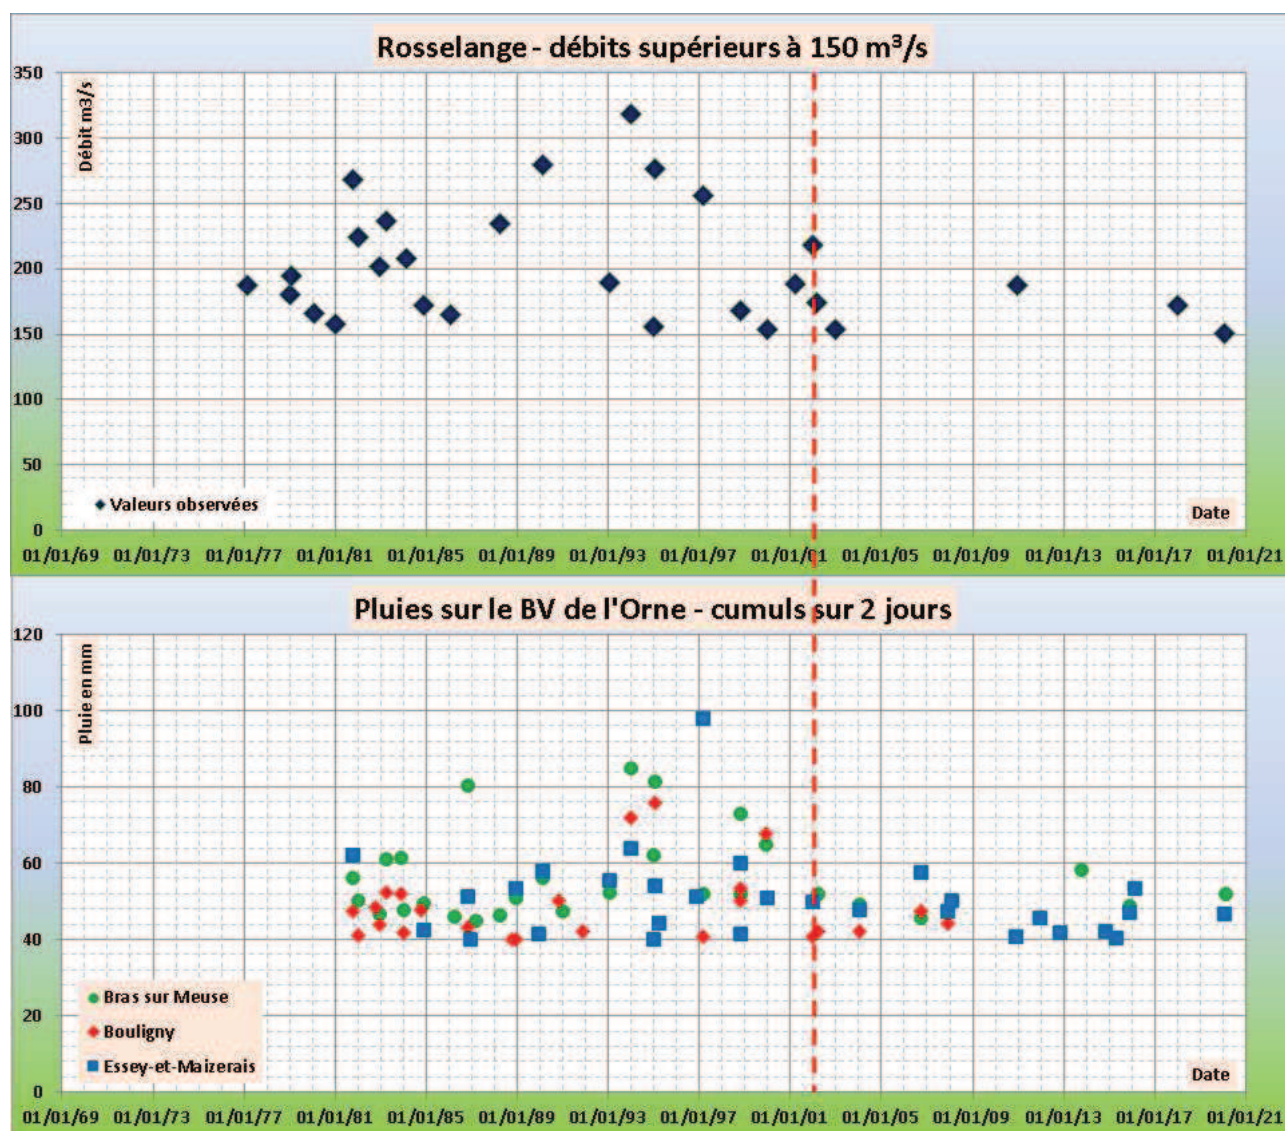 Rosselange - débits supérieurs à 150 m³/s
Débit m3/s
350
300
250
200
150
100
50
0
Valeurs observées
Date
01/01/69 01/01/73 01/01/77 01/01/81 01/01/85 01/01/89 01/01/93 01/01/97 01/01/01 01/01/05 01/01/09 01/01/13 01/01/17 01/01/21
Pluies sur le BV de l'Orne - cumuls sur 2 jours
Pluie en mm
120
100
80
60
40
20
0
Bras sur Meuse
Bouligny
Essey-et-Maizerais
Date
01/01/69 01/01/73 01/01/77 01/01/81 01/01/85 01/01/89 01/01/93 01/01/97 01/01/01 01/01/05 01/01/09 01/01/13 01/01/17 01/01/21